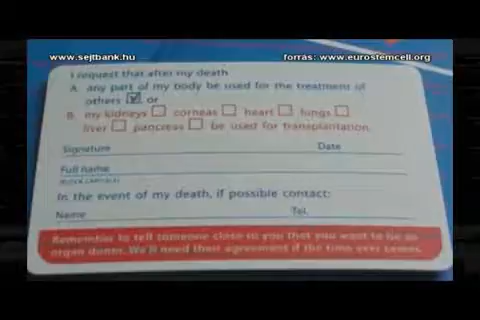 www.sejtbank.hu
forrás: www.eurostemcell.org
I request that after my death
A. any part of my body be used for the treatment of
others ☑, or
B. my kidneys ☐ corneas ☐ heart ☐ lungs ☐
liver ☐ pancreas ☐ be used for transplantation.
Signature Date
Full name
(BLOCK CAPITALS)
In the event of my death, if possible contact:
Name Tel.
Remember to tell someone close to you that you want to be an
organ donor. We'll need their agreement if the time ever comes.